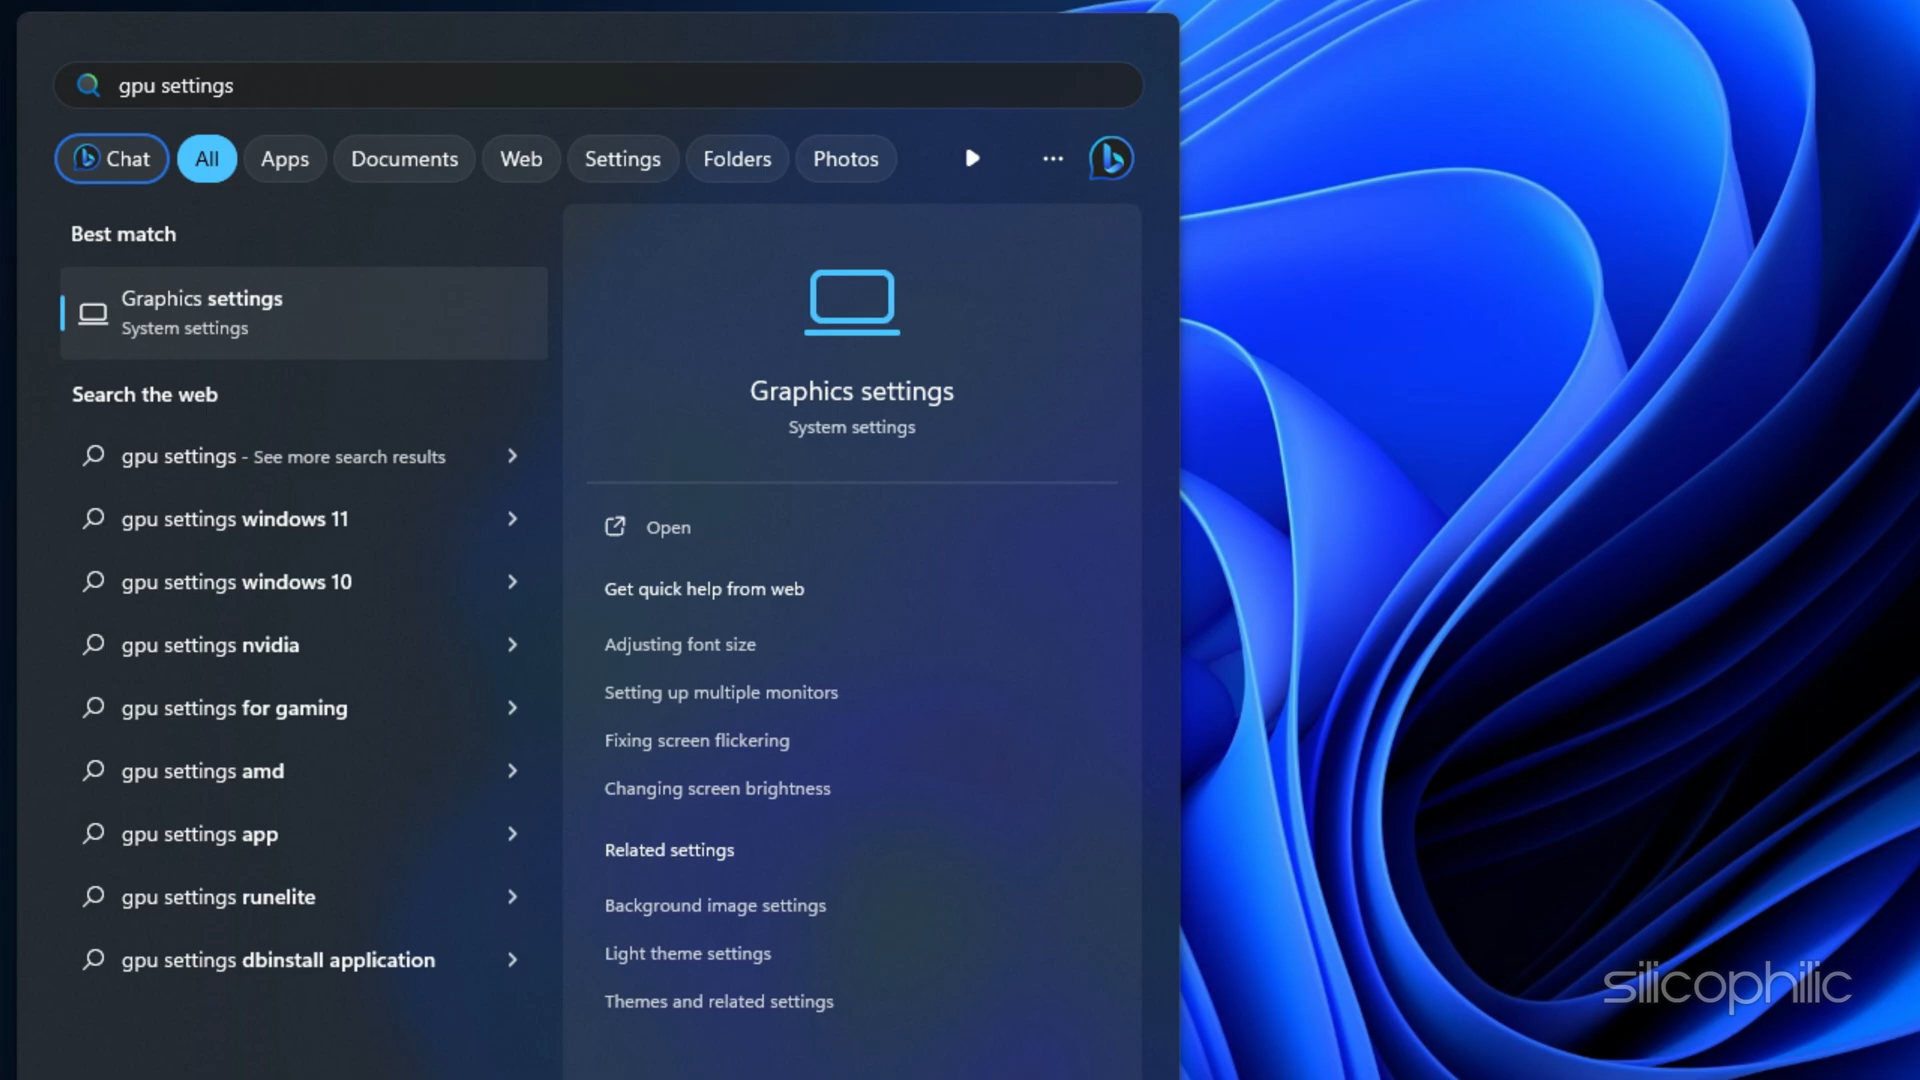 gpu settings
Chat
All
Apps
Documents
Web
Settings
Folders
Photos
Best match
Graphics settings
System settings
Search the web
gpu settings - See more search results
gpu settings windows 11
gpu settings windows 10
gpu settings nvidia
gpu settings for gaming
gpu settings amd
gpu settings app
gpu settings runelite
gpu settings dbinstall application
Graphics settings
System settings
Open
Get quick help from web
Adjusting font size
Setting up multiple monitors
Fixing screen flickering
Changing screen brightness
Related settings
Background image settings
Light theme settings
Themes and related settings
silicophilic